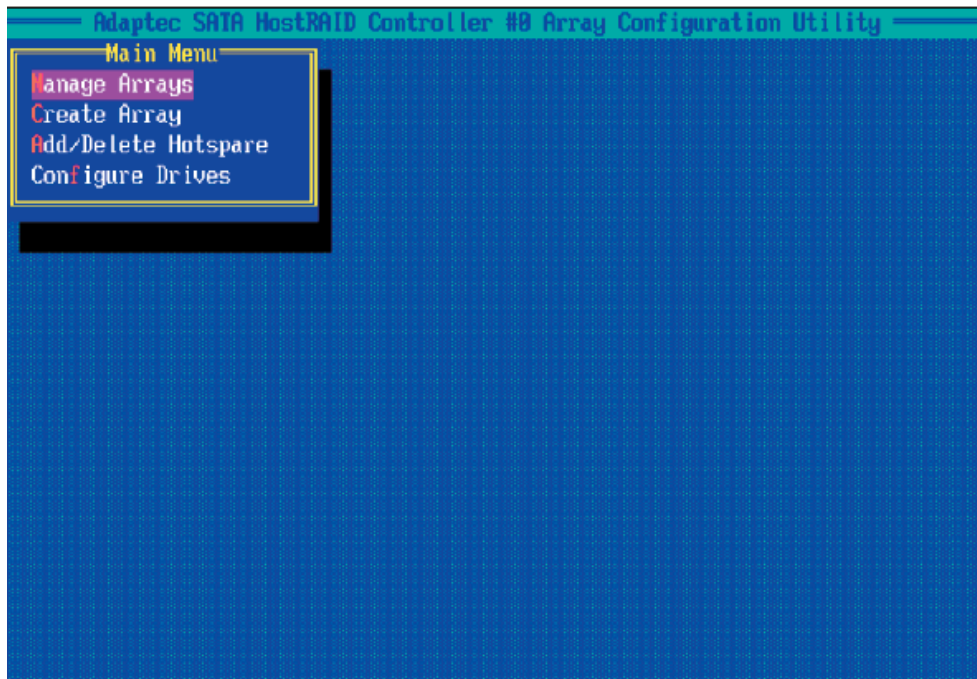 Adaptec SATA HostRAID Controller #0 Array Configuration Utility
Main Menu
Manage Arrays
Create Array
Add/Delete Hotspare
Configure Drives